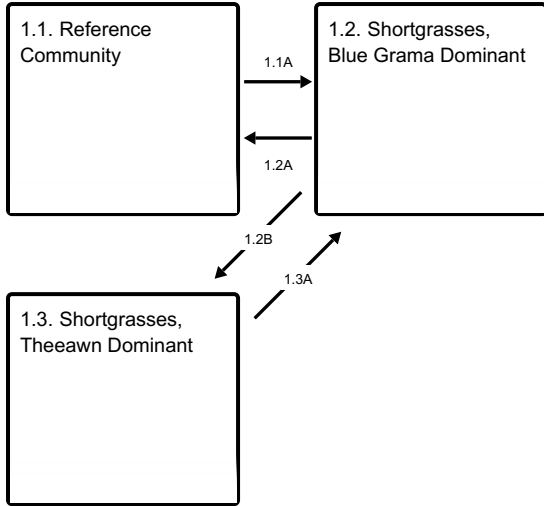 1.1. Reference
Community
1.1A
1.2. Shortgrasses,
Blue Grama Dominant
1.2A
1.2B
1.3A
1.3. Shortgrasses,
Theeawn Dominant